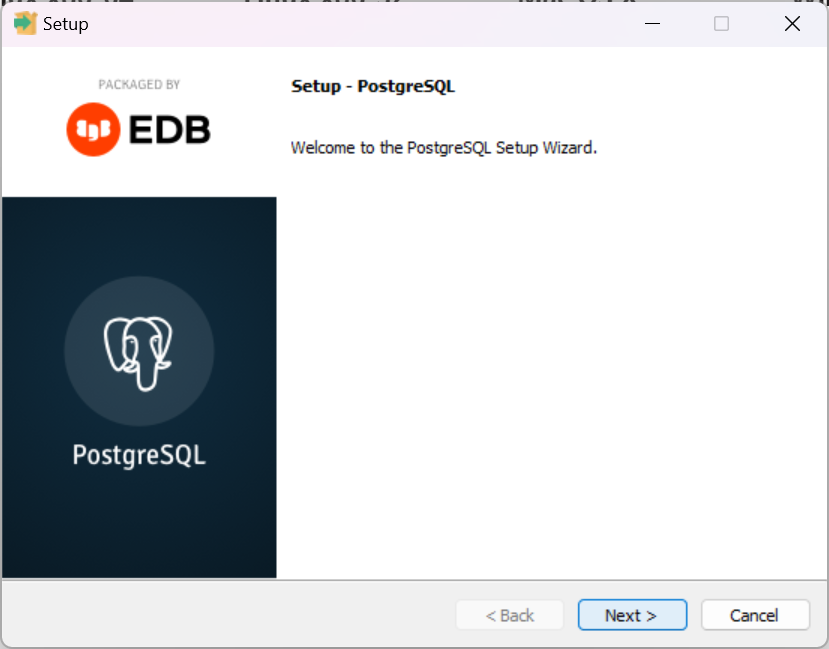 Setup
PACKAGED BY
EDB
Setup - PostgreSQL
Welcome to the PostgreSQL Setup Wizard.
PostgreSQL
< Back
Next >
Cancel